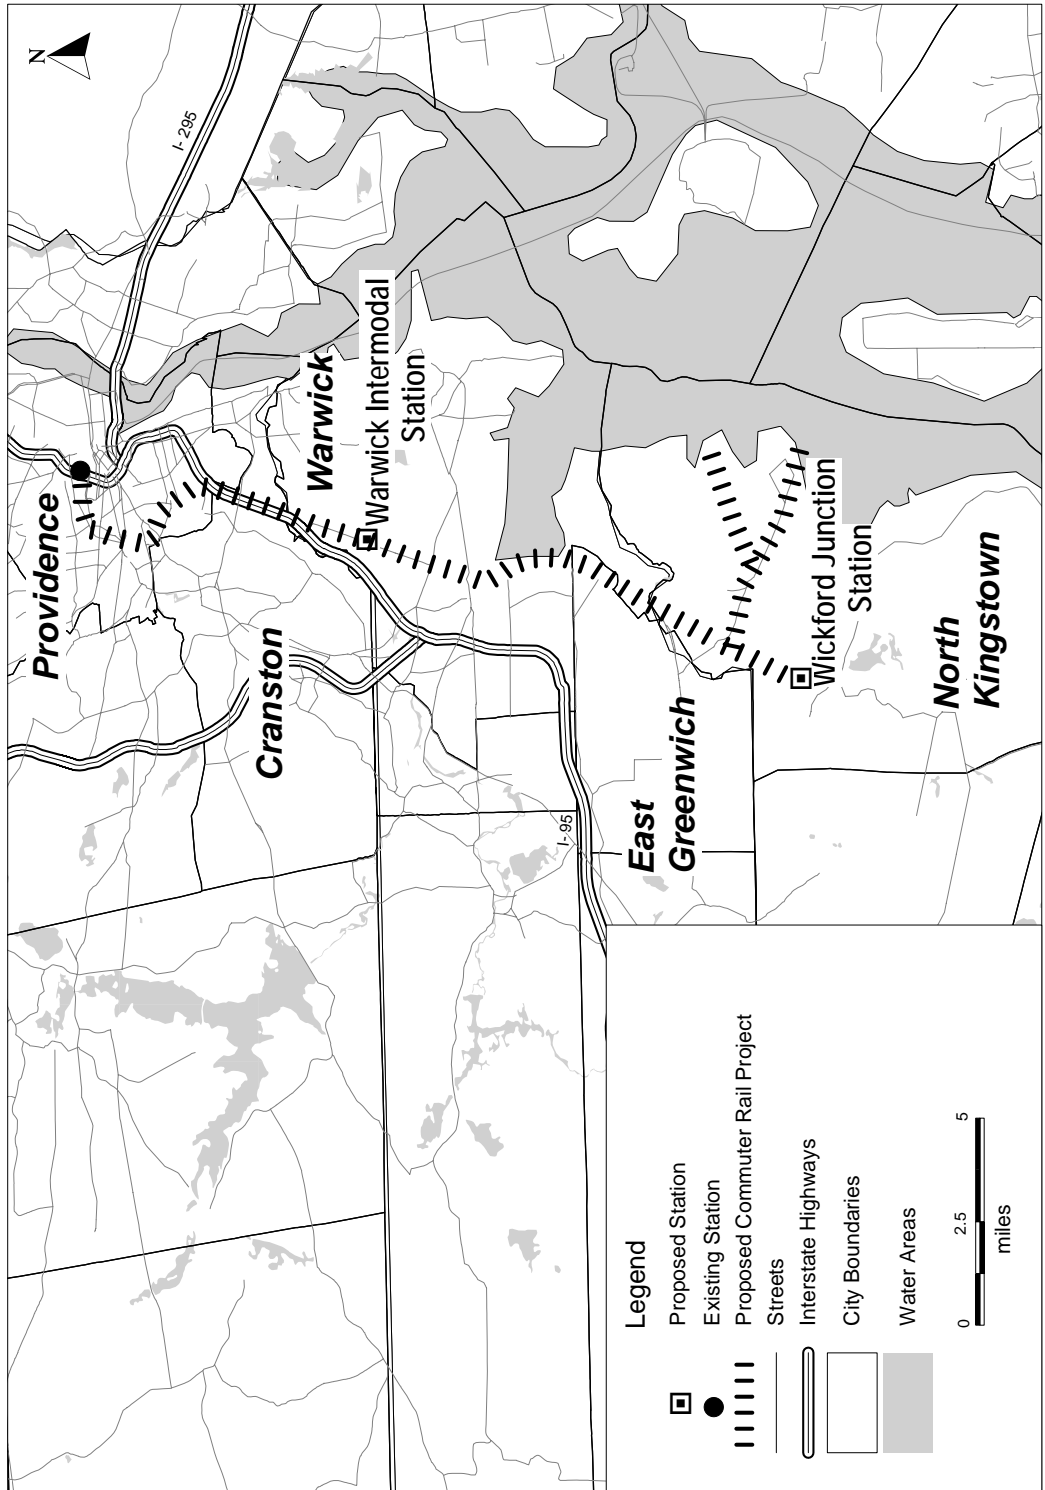 N
I-295
Providence
Warwick
Warwick Intermodal
Station
Cranston
I-95
East
Greenwich
Wickford Junction
Station
North
Kingstown
Legend
Proposed Station
Existing Station
Proposed Commuter Rail Project
Streets
Interstate Highways
City Boundaries
Water Areas
0 2.5 5
miles